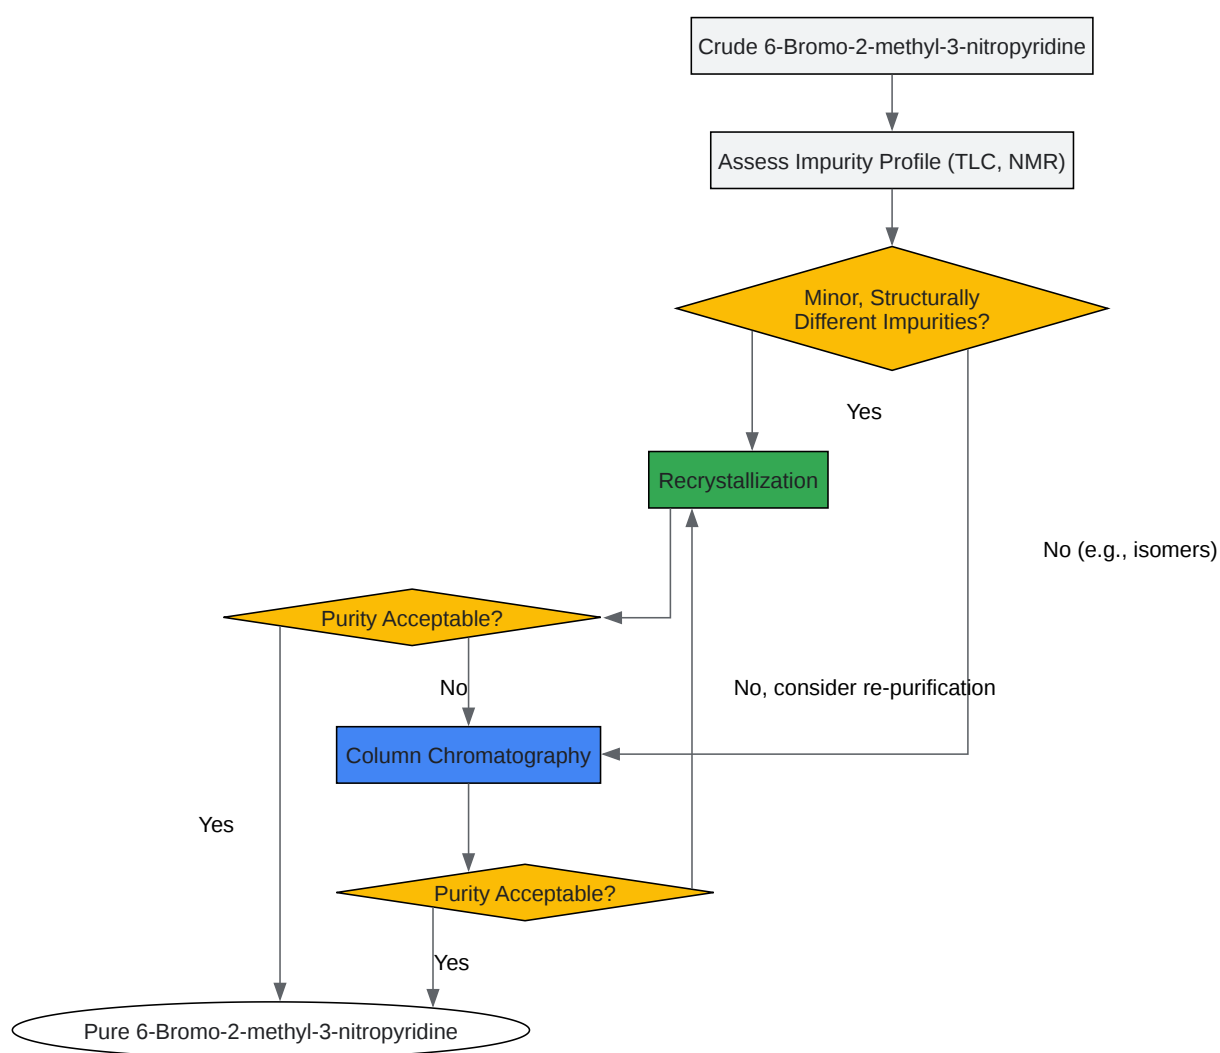 Crude 6-Bromo-2-methyl-3-nitropyridine
Assess Impurity Profile (TLC, NMR)
Minor, Structurally
Different Impurities?
Yes
Recrystallization
No (e.g., isomers)
Purity Acceptable?
No
No, consider re-purification
Column Chromatography
Yes
Purity Acceptable?
Yes
Pure 6-Bromo-2-methyl-3-nitropyridine